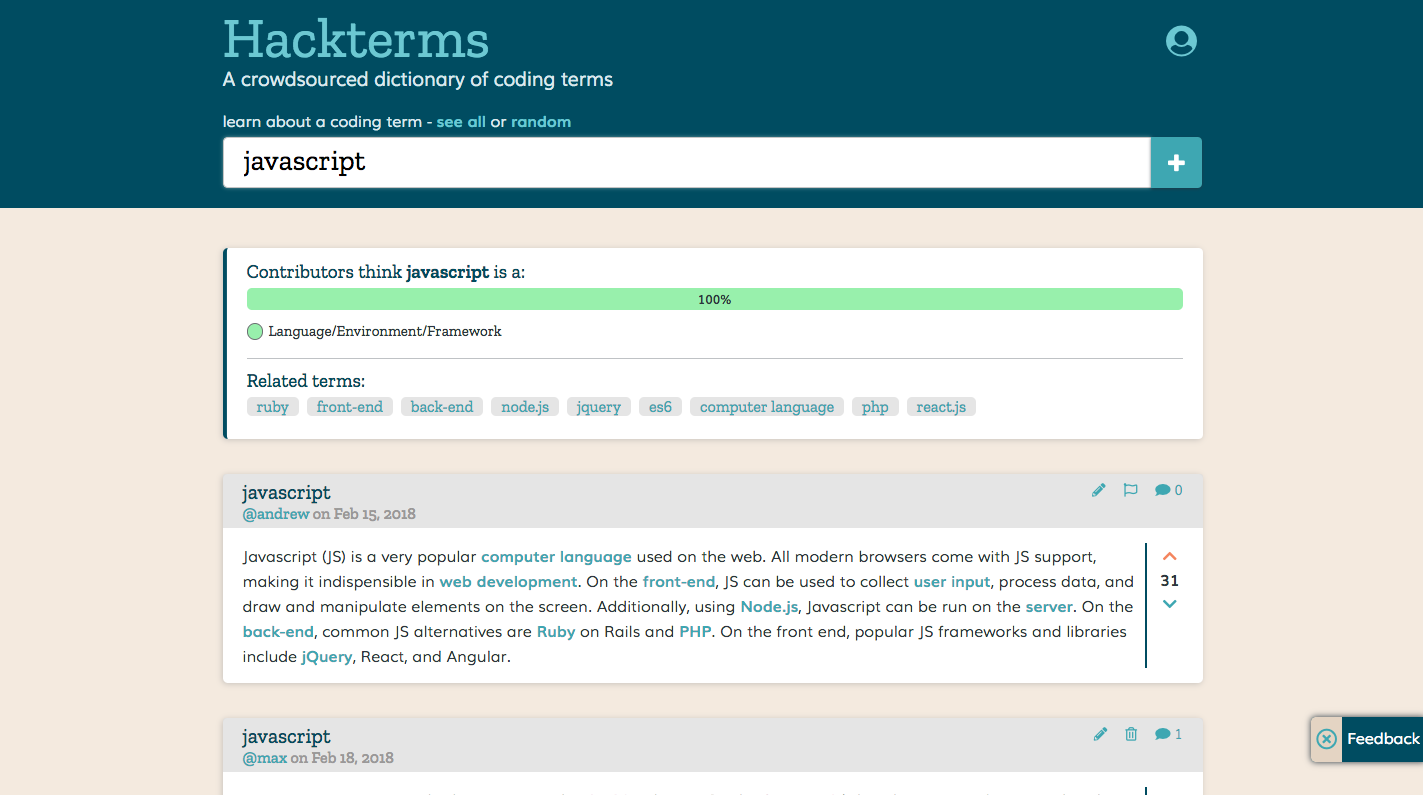 Hackterms
A crowdsourced dictionary of coding terms
learn about a coding term - see all or random
javascript
Contributors think javascript is a:
100%
Language/Environment/Framework
Related terms:
ruby front-end back-end node.js jquery es6 computer language php react.js
javascript
0
@andrew on Feb 15, 2018
Javascript (JS) is a very popular computer language used on the web. All modern browsers come with JS support,
making it indispensible in web development. On the front-end, JS can be used to collect user input, process data, and
draw and manipulate elements on the screen. Additionally, using Node.js, Javascript can be run on the server. On the
back-end, common JS alternatives are Ruby on Rails and PHP. On the front end, popular JS frameworks and libraries
include jQuery, React, and Angular.
31
javascript
1
@max on Feb 18, 2018
Feedback